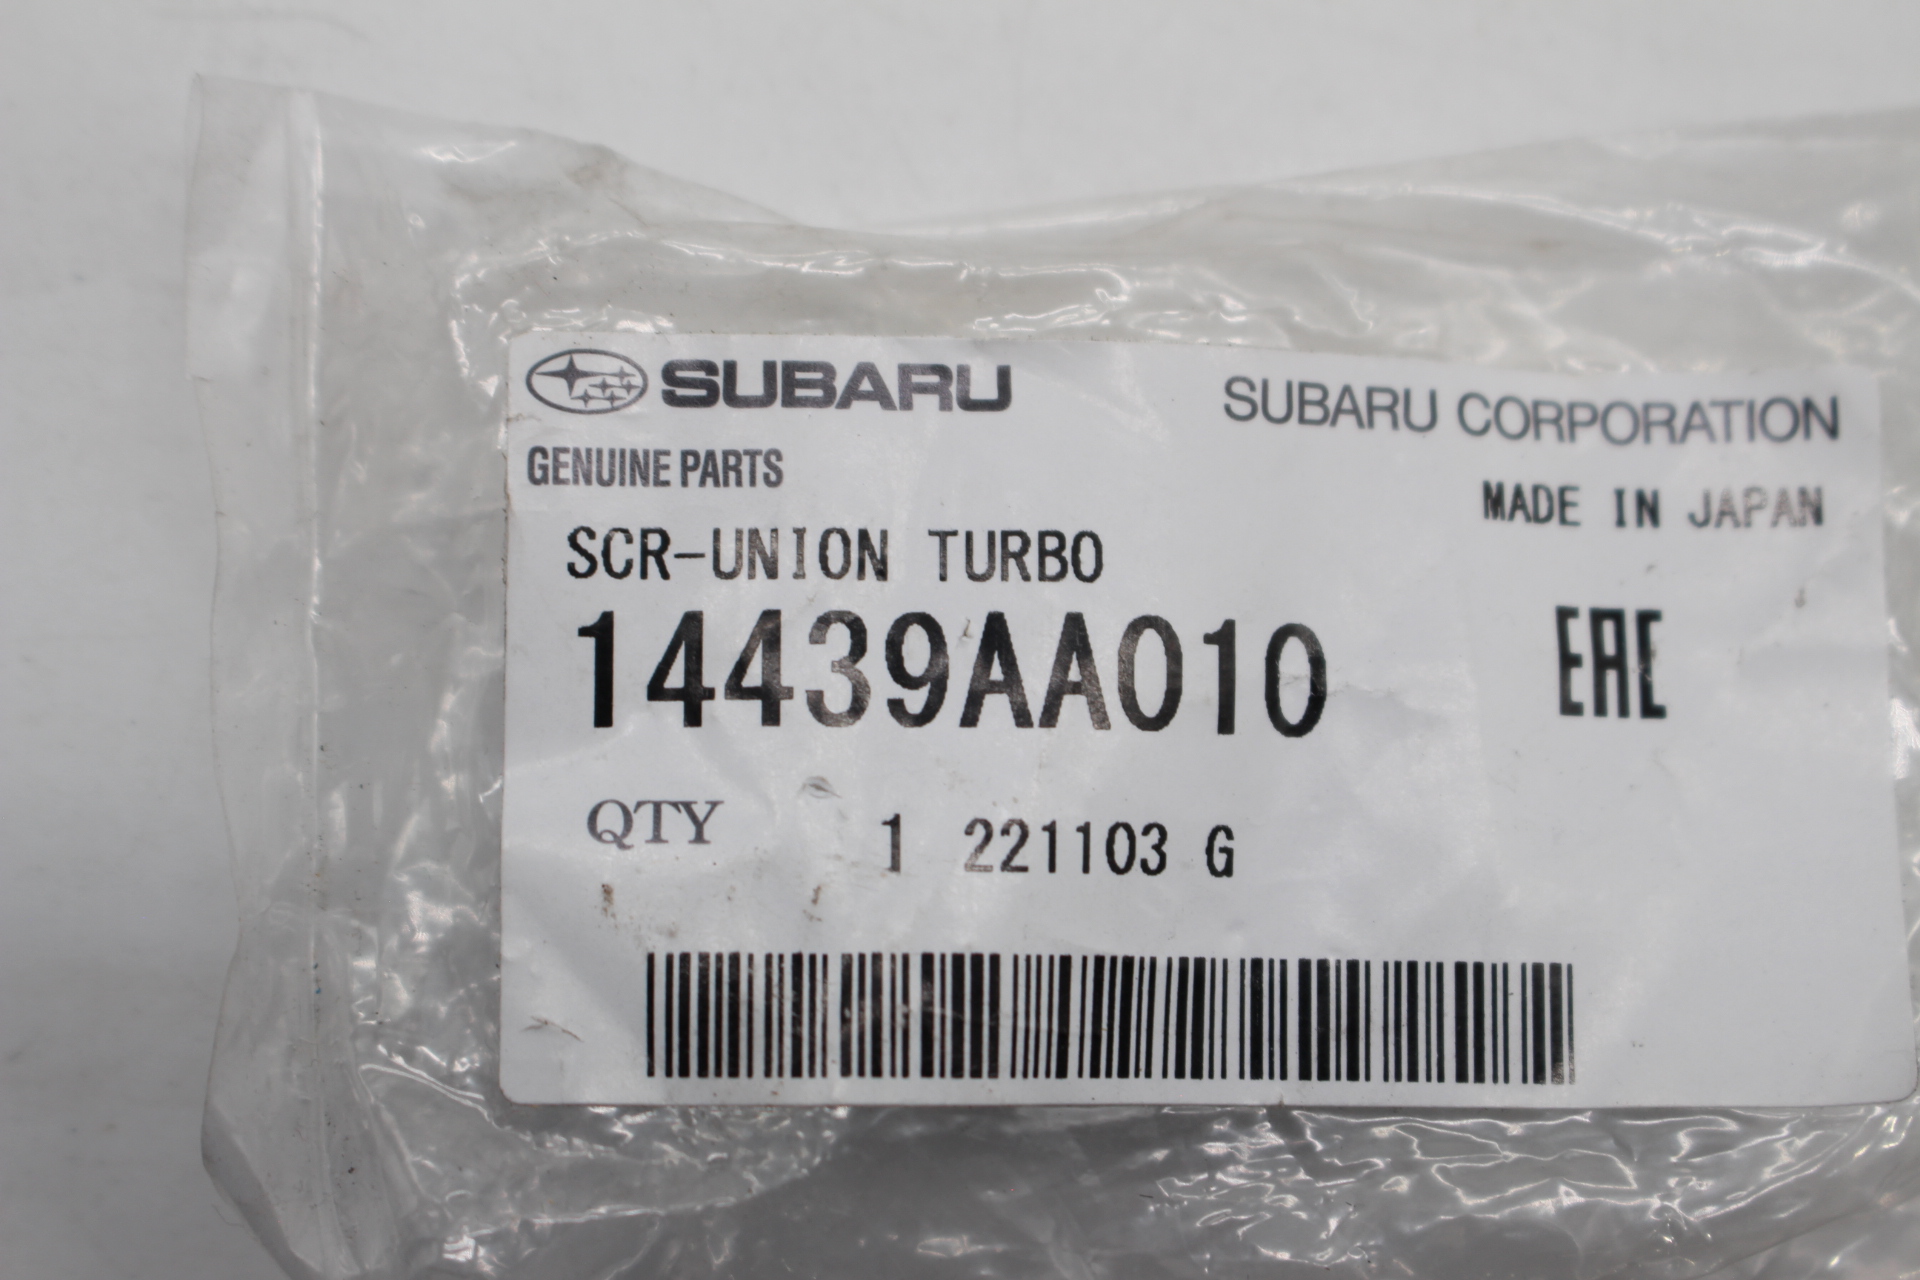 SUBARU
SUBARU CORPORATION
GENUINE PARTS
MADE IN JAPAN
SCR-UNION TURBO
14439AA010
EAC
QTY 1 221103 G